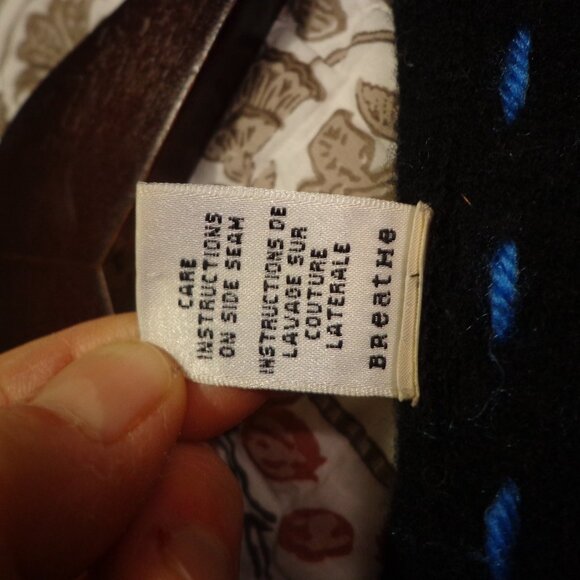 CARE
INSTRUCTIONS
ON SIDE SEAM
INSTRUCTIONS DE
LAVAGE SUR
COUTURE
LATERALE
BReatHe